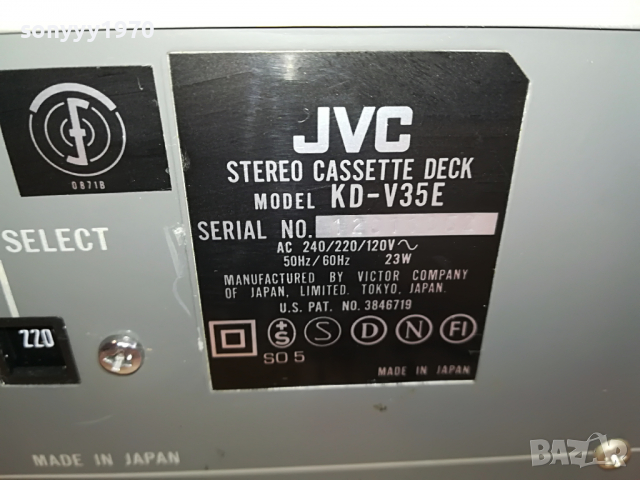 sonyyy1970
0871B
SELECT
220
MADE IN JAPAN
JVC
STEREO CASSETTE DECK
MODEL KD-V35E
SERIAL NO.
AC 240/220/120V~
50Hz/60Hz 23W
MANUFACTURED BY VICTOR COMPANY
OF JAPAN, LIMITED. TOKYO, JAPAN.
U.S. PAT. NO. 3846719
S S D N FI
SO 5
MADE IN JAPAN
BAZAR